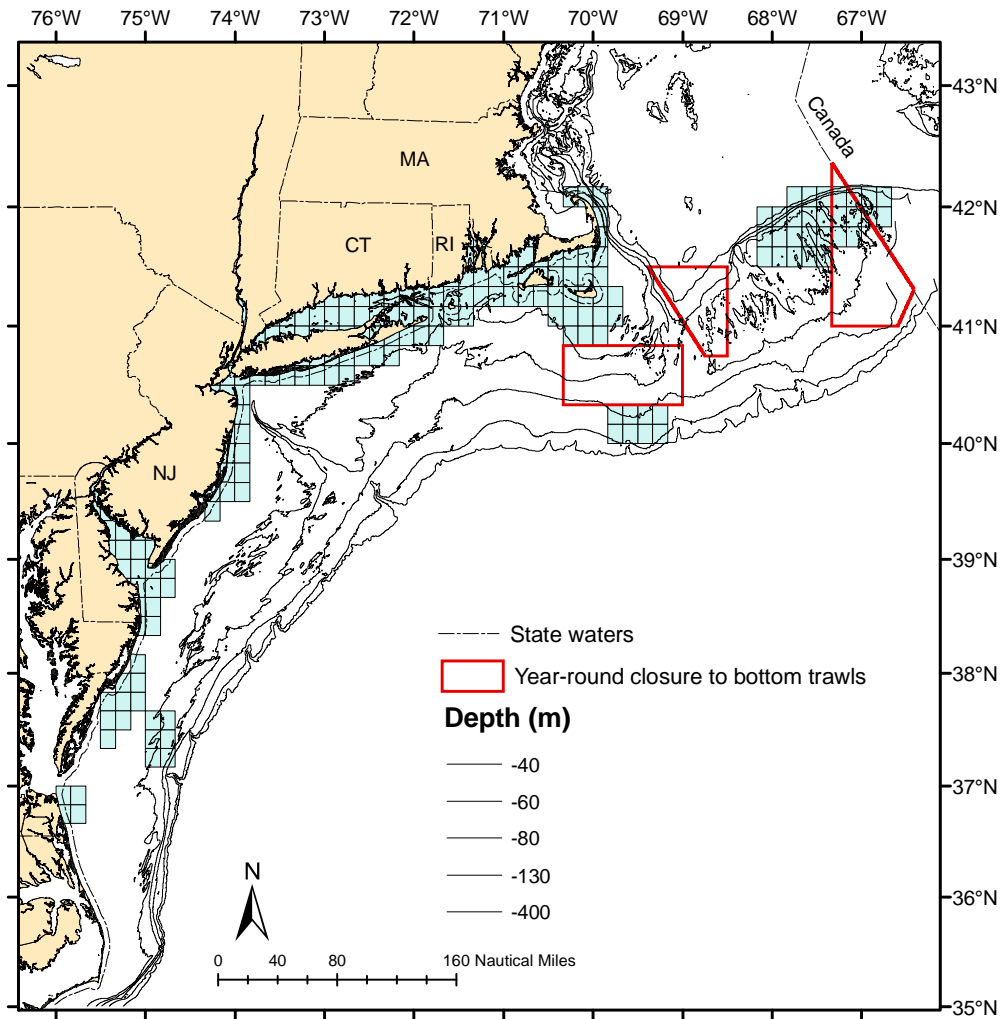 76°W 75°W 74°W 73°W 72°W 71°W 70°W 69°W 68°W 67°W
43°N
Canada
MA
42°N
CT
RI
41°N
40°N
NJ
39°N
State waters
38°N
Year-round closure to bottom trawls
Depth (m)
-40
37°N
-60
-80
-130
36°N
-400
N
0 40 80 160 Nautical Miles
35°N